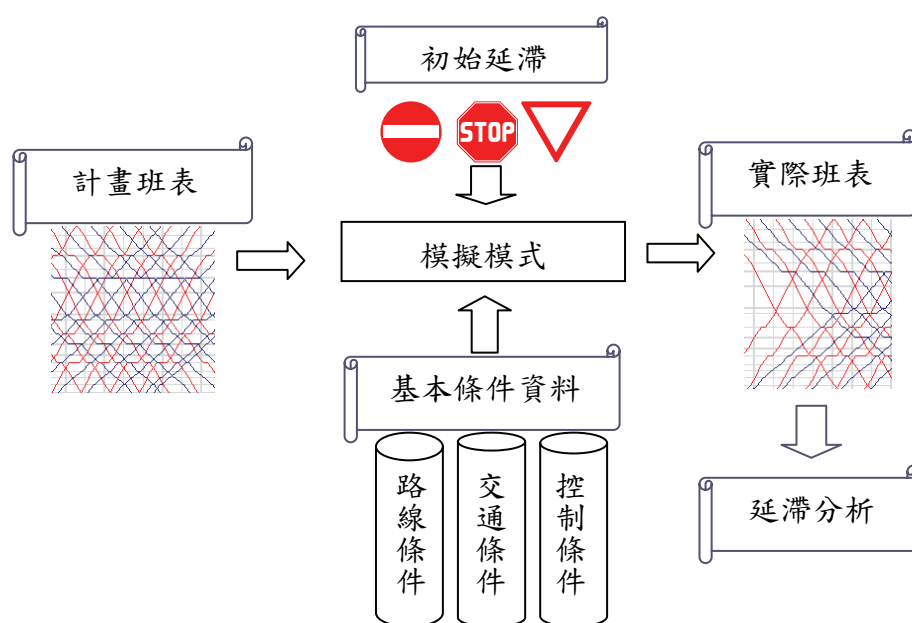 初始延滯
STOP
計畫班表
模擬模式
實際班表
基本條件資料
路線條件
交通條件
控制條件
延滯分析